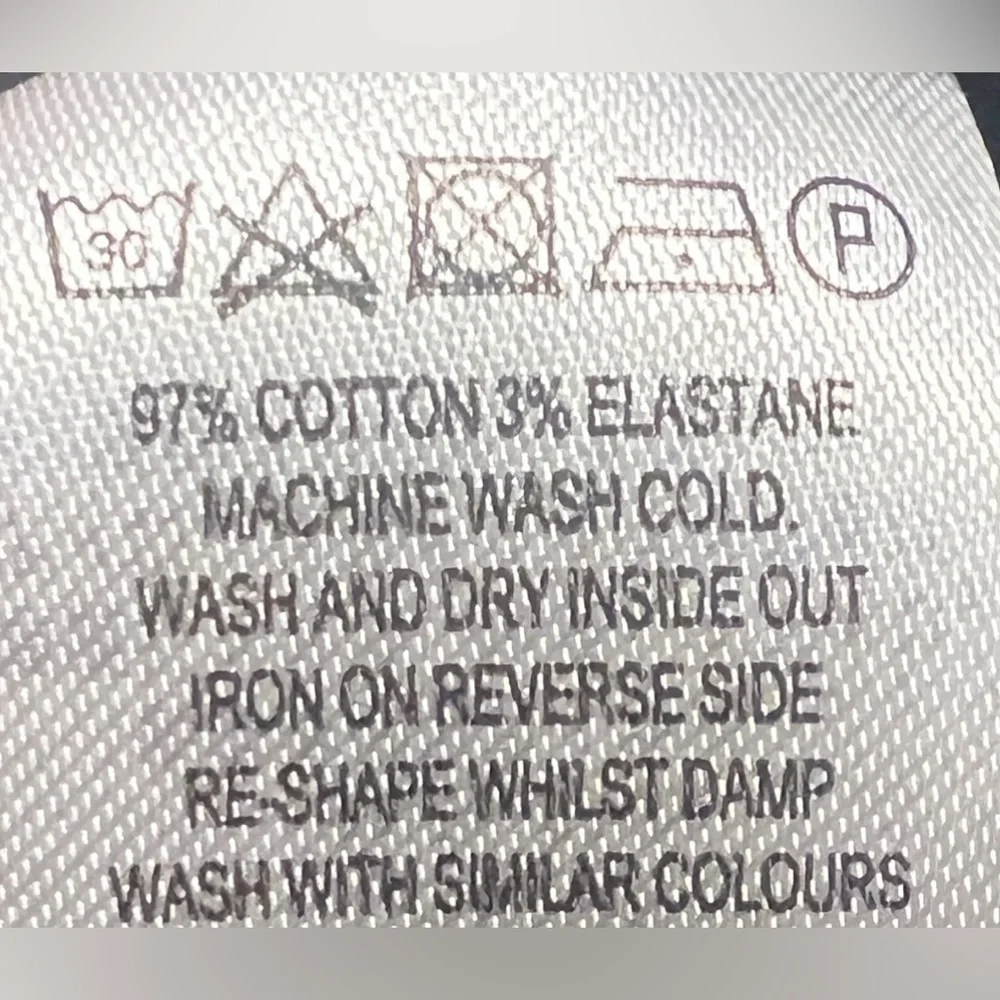 30 P
97% COTTON 3% ELASTANE
MACHINE WASH COLD.
WASH AND DRY INSIDE OUT
IRON ON REVERSE SIDE
RE-SHAPE WHILST DAMP
WASH WITH SIMILAR COLOURS